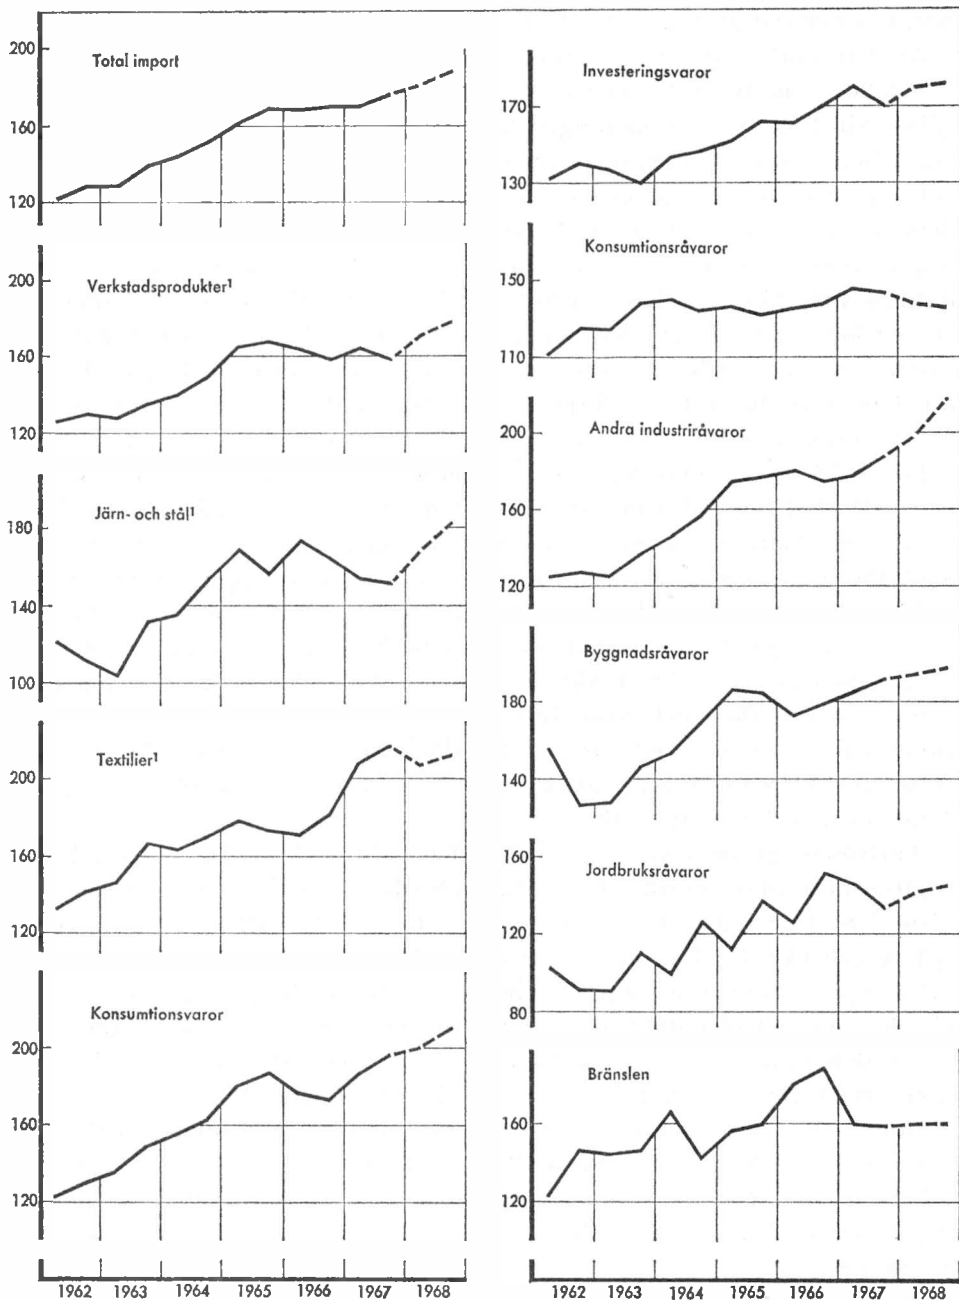 Total import
200
160
120
Verkstadsprodukter¹
200
160
120
Järn- och stål¹
180
140
100
Textilier¹
200
160
120
Konsumtionsvaror
200
160
120
1962 1963 1964 1965 1966 1967 1968
Investeringsvaror
170
130
Konsumtionsråvaror
150
110
Andra industriråvaror
200
160
120
Byggnadsråvaror
180
140
Jordbruksråvaror
160
120
80
Bränslen
160
120
1962 1963 1964 1965 1966 1967 1968